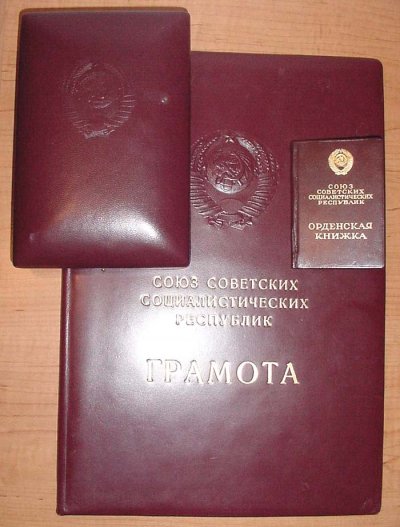 СОЮЗ СОВЕТСКИХ
СОЦИАЛИСТИЧЕСКИХ
РЕСПУБЛИК
ГРАМОТА
СОЮЗ
СОВЕТСКИХ
СОЦИАЛИСТИЧЕСКИХ
РЕСПУБЛИК
ОРДЕНСКАЯ
КНИЖКА